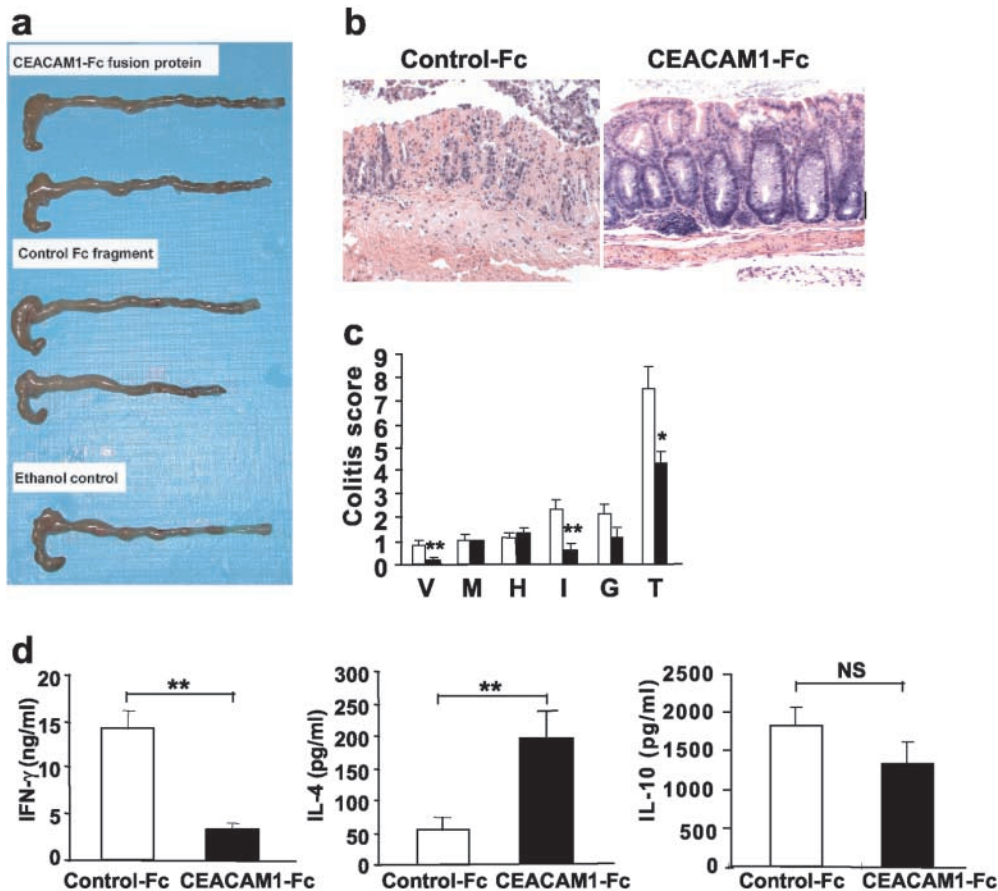 a
CEACAM1-Fc fusion protein
Control Fc fragment
Ethanol control
b
Control-Fc
CEACAM1-Fc
c
Colitis score
9
8
7
6
5
4
3
2
1
0
**
**
*
V M H I G T
d
IFN-γ (ng/ml)
20
15
10
5
0
**
Control-Fc CEACAM1-Fc
IL-4 (pg/ml)
300
250
200
150
100
50
0
**
Control-Fc CEACAM1-Fc
IL-10 (pg/ml)
2500
2000
1500
1000
500
0
NS
Control-Fc CEACAM1-Fc